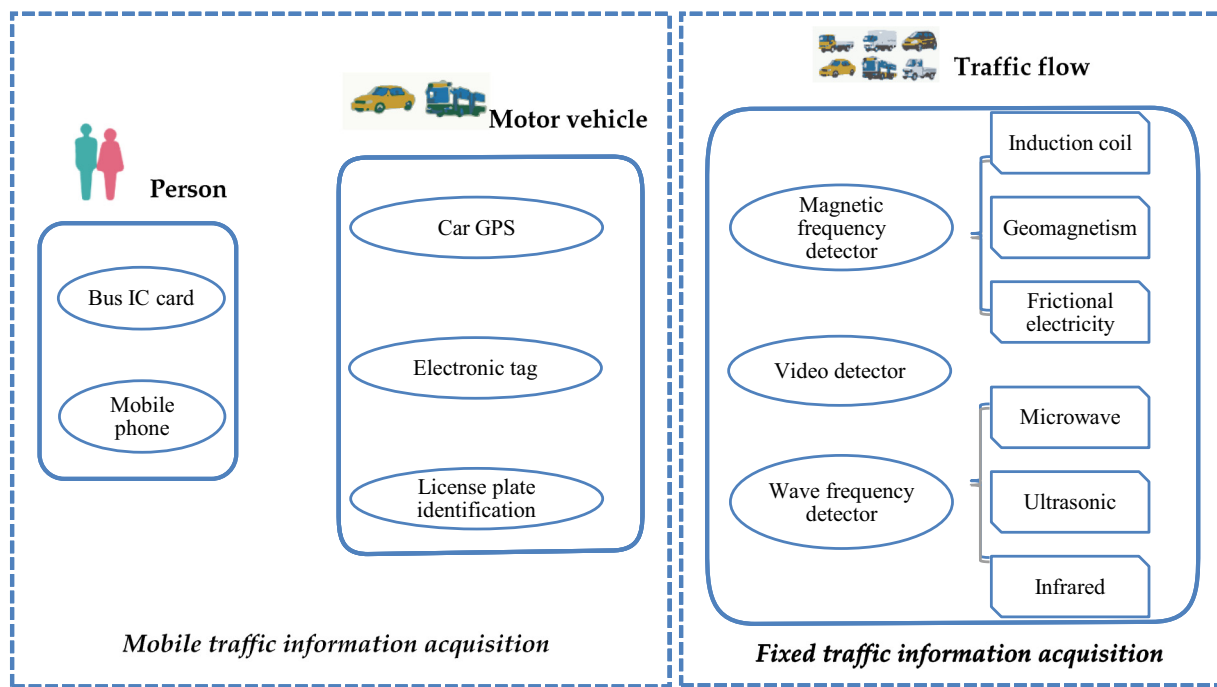 Person
Bus IC card
Mobile
phone
Motor vehicle
Car GPS
Electronic tag
License plate
identification
Mobile traffic information acquisition
Traffic flow
Magnetic
frequency
detector
Induction coil
Geomagnetism
Frictional
electricity
Video detector
Wave frequency
detector
Microwave
Ultrasonic
Infrared
Fixed traffic information acquisition